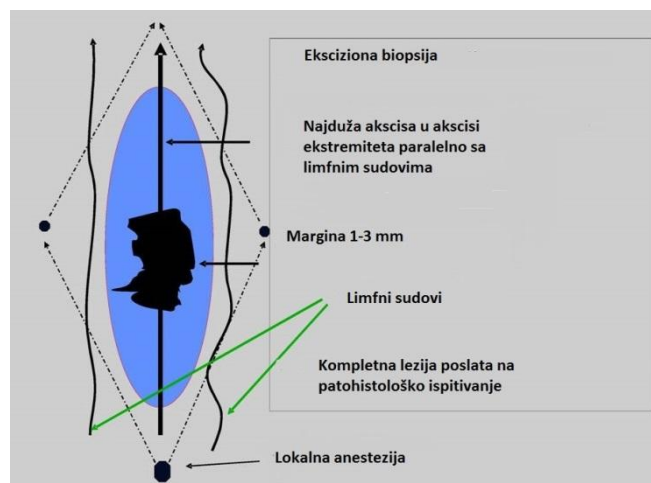 Eksciziona biopsija
Najduža akscisa u akscisi
ekstremiteta paralelno sa
limfnim sudovima
Margina 1-3 mm
Limfni sudovi
Kompletna lezija poslata na
patohistološko ispitivanje
Lokalna anestezija